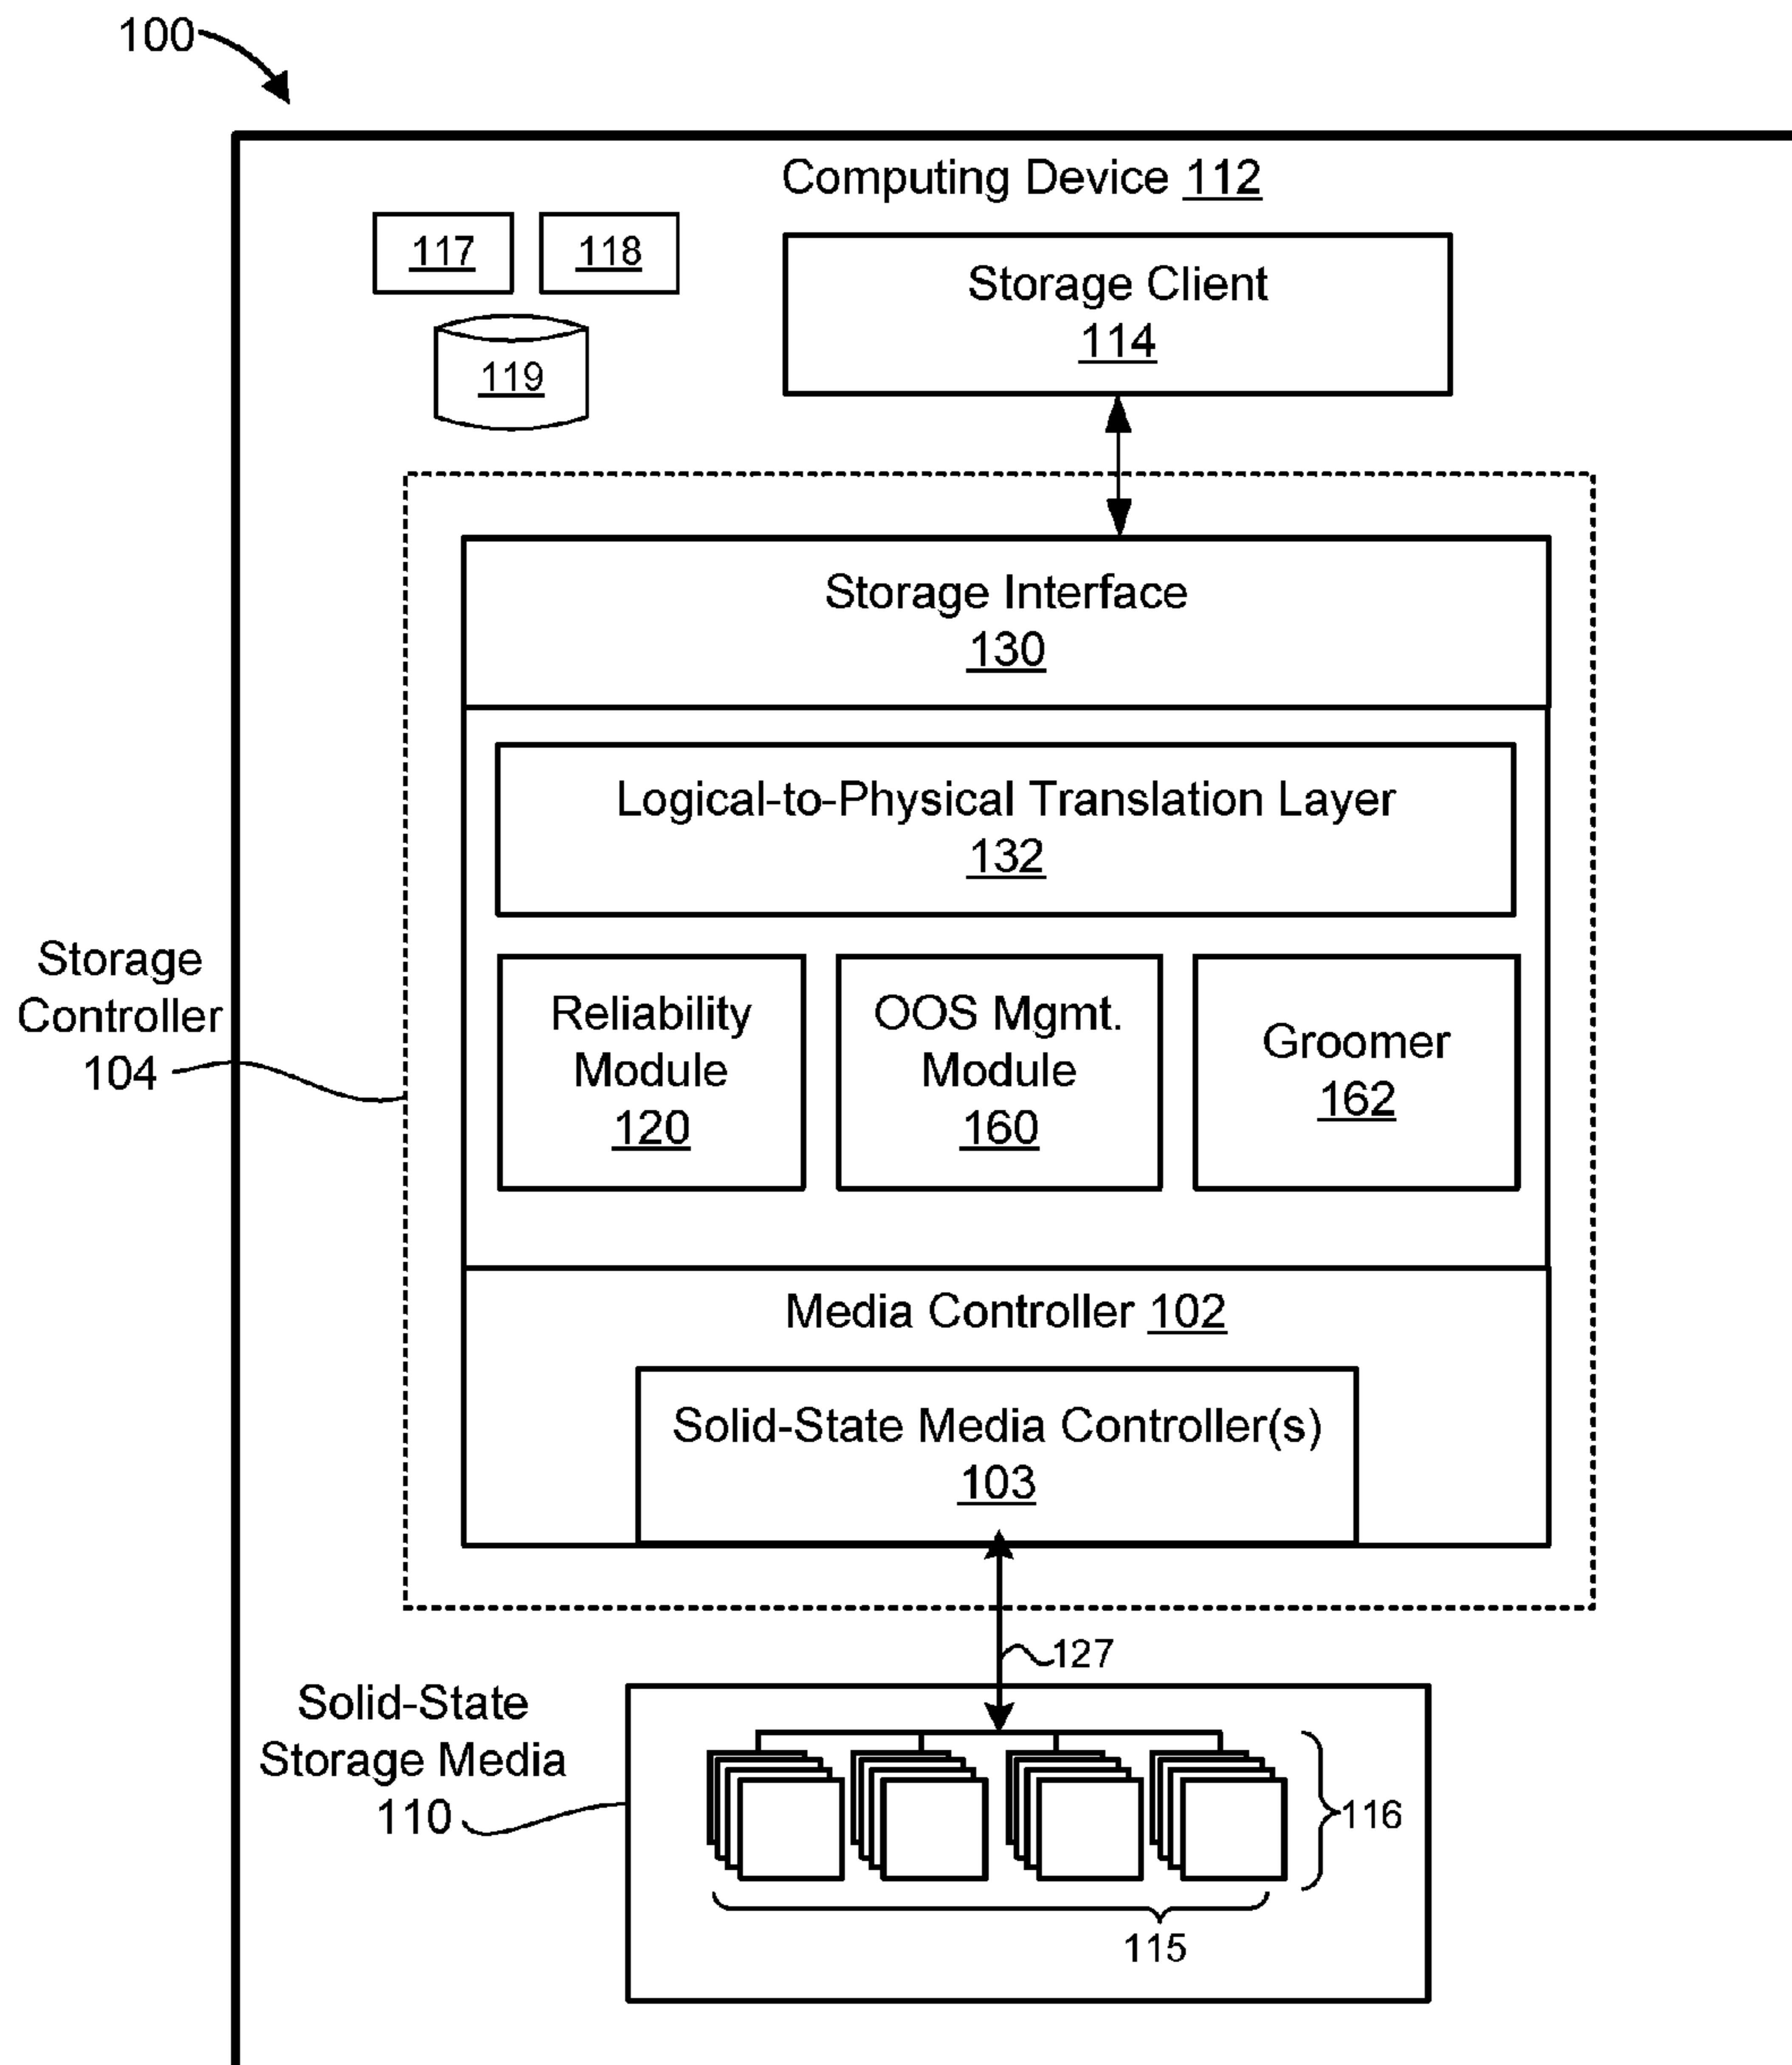 100
Computing Device 112
117
118
119
Storage Client
114
Storage Interface
130
Logical-to-Physical Translation Layer
132
Storage
Controller
104
Reliability
Module
120
OOS Mgmt.
Module
160
Groomer
162
Media Controller 102
Solid-State Media Controller(s)
103
127
Solid-State
Storage Media
110
116
115